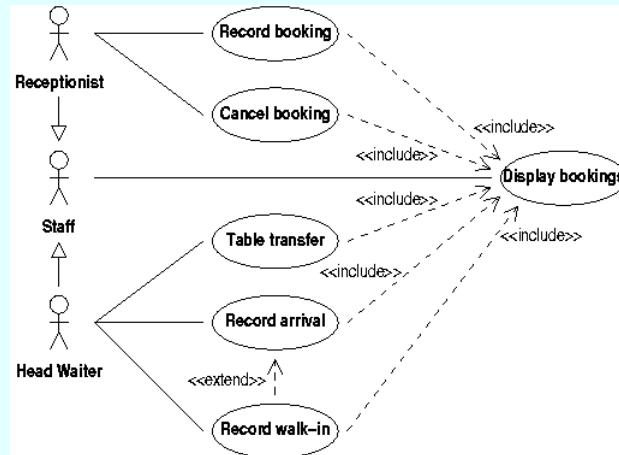 Record booking
Receptionist
Cancel booking
<<include>>
<<include>>
Display bookings
Staff
<<include>>
Table transfer
<<include>>
<<include>>
Record arrival
Head Waiter
<<extend>>
Record walk-in